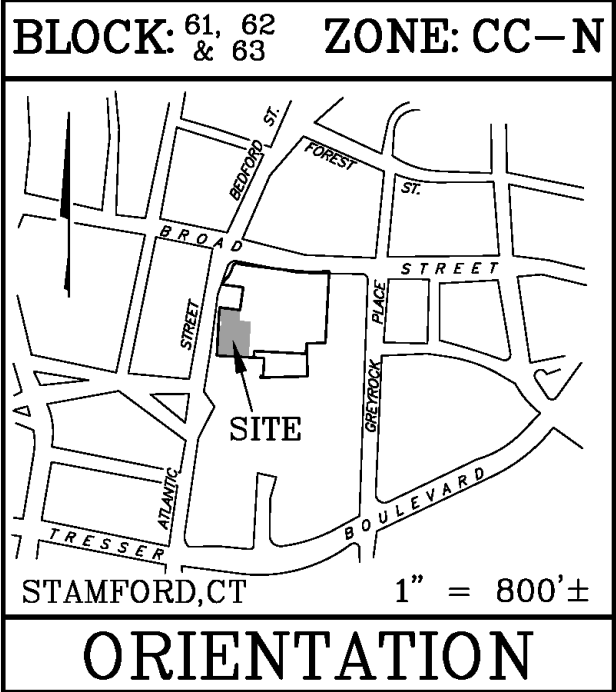 BLOCK: 61, 62 & 63 ZONE: CC-N
BEDFORD ST.
FOREST ST.
BROAD STREET
ATLANTIC STREET
GREYROCK PLACE
SITE
TRESSER BOULEVARD
STAMFORD,CT 1" = 800'±
ORIENTATION